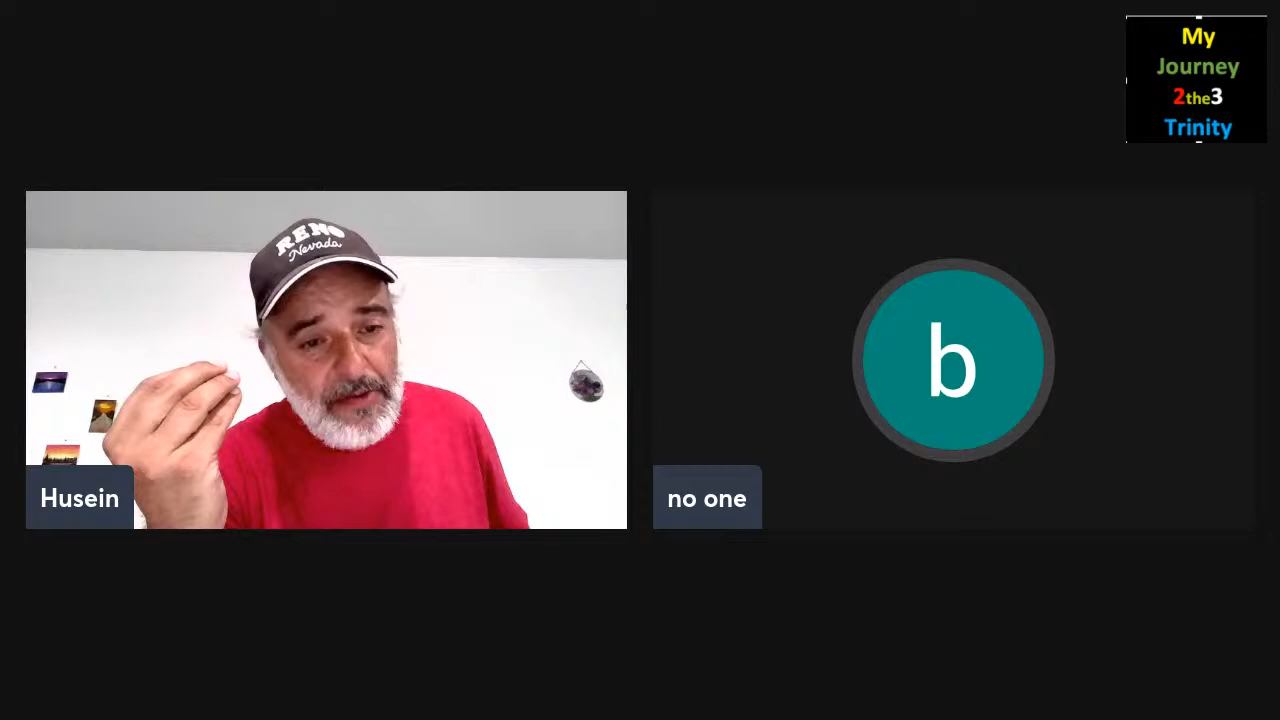 My
Journey
2the3
Trinity
RENO
Nevada
b
Husein
no one